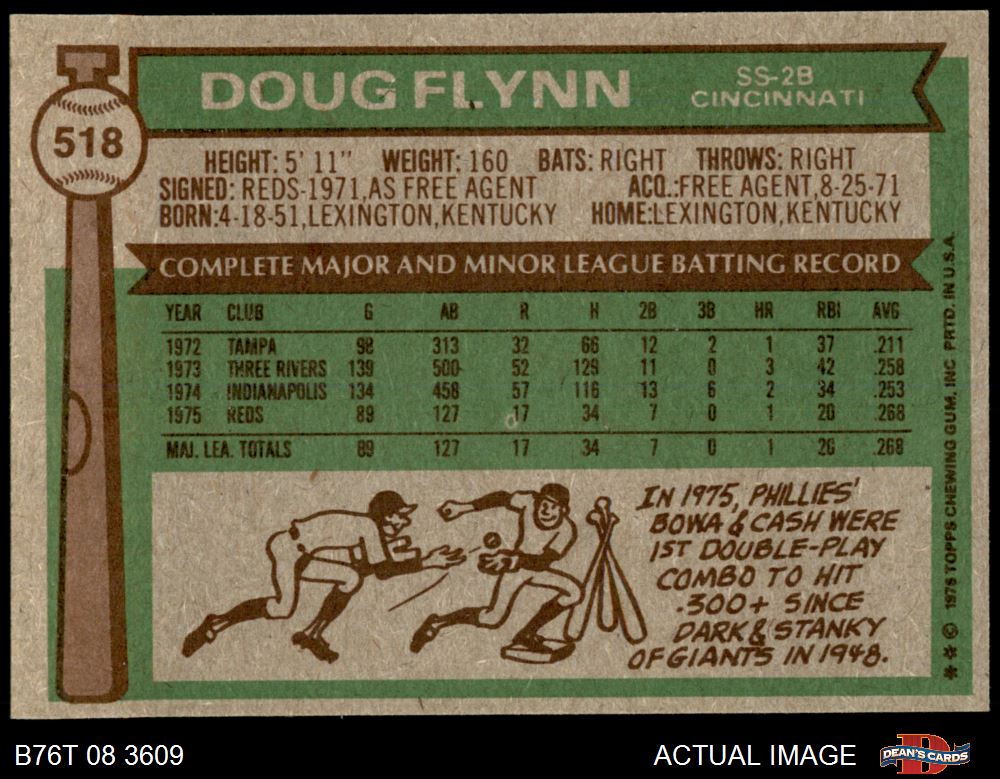 DOUG FLYNN
SS-2B
CINCINNATI
518
HEIGHT: 5' 11" WEIGHT: 160 BATS: RIGHT THROWS: RIGHT
SIGNED: REDS-1971, AS FREE AGENT ACQ.: FREE AGENT, 8-25-71
BORN: 4-18-51, LEXINGTON, KENTUCKY HOME: LEXINGTON, KENTUCKY
COMPLETE MAJOR AND MINOR LEAGUE BATTING RECORD
YEAR CLUB G AB R H 2B 3B HR RBI AVG
1972 TAMPA 98 313 32 66 12 2 1 37 .211
1973 THREE RIVERS 139 500 52 129 11 0 3 42 .258
1974 INDIANAPOLIS 134 458 57 116 13 6 2 34 .253
1975 REDS 89 127 17 34 7 0 1 20 .268
MAJ. LEA. TOTALS 89 127 17 34 7 0 1 20 .268
IN 1975, PHILLIES'
BOWA & CASH WERE
1ST DOUBLE-PLAY
COMBO TO HIT
.300+ SINCE
DARK & STANKY
OF GIANTS IN 1948.
** © 1976 TOPPS CHEWING GUM, INC. PRTD. IN U.S.A.
B76T 08 3609
ACTUAL IMAGE
DEAN'S CARDS